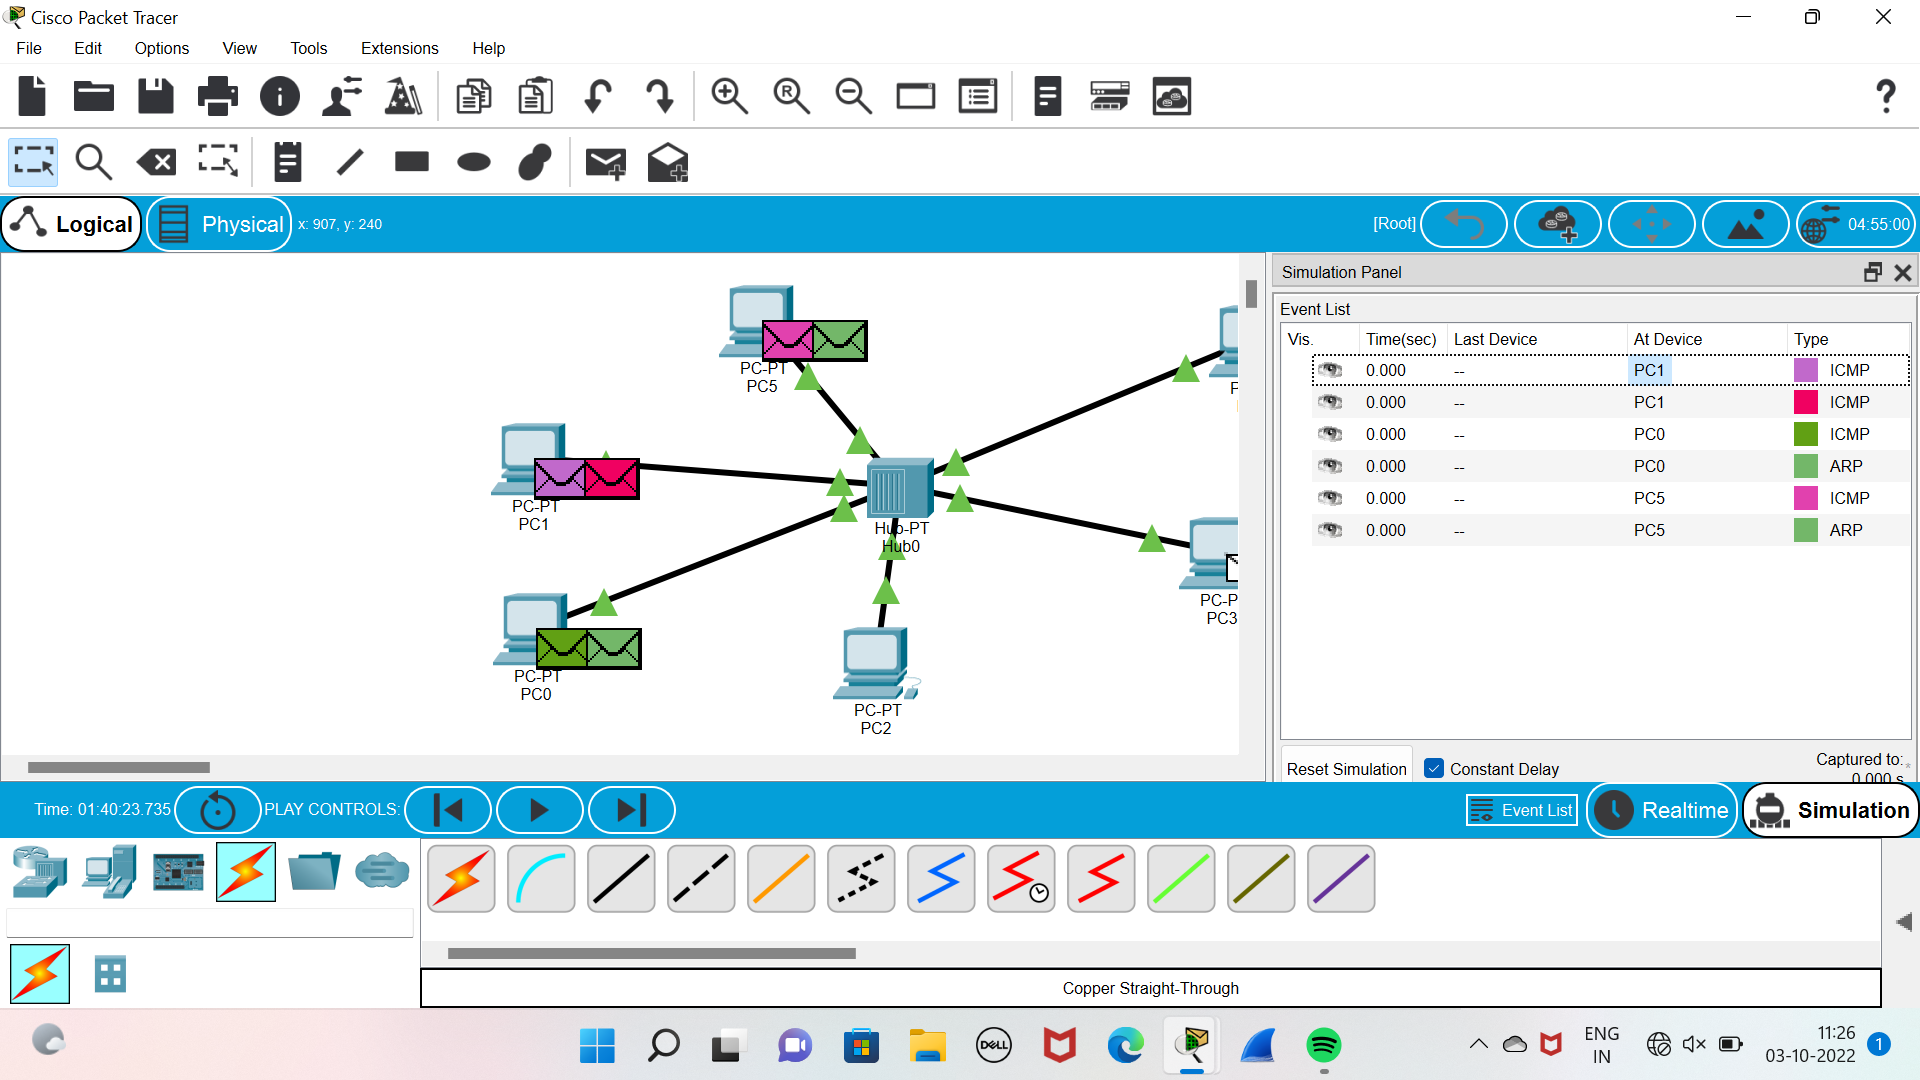 Cisco Packet Tracer
File Edit Options View Tools Extensions Help
Logical Physical x: 907, y: 240 [Root] 04:55:00
Simulation Panel
Event List
Vis. Time(sec) Last Device At Device Type
0.000 -- PC1 ICMP
0.000 -- PC1 ICMP
0.000 -- PC0 ICMP
0.000 -- PC0 ARP
0.000 -- PC5 ICMP
0.000 -- PC5 ARP
PC-PT
PC5
PC-PT
PC1
Hub-PT
Hub0
PC-P
PC3
PC-PT
PC0
PC-PT
PC2
Reset Simulation Constant Delay Captured to:
0.000 s
Time: 01:40:23.735 PLAY CONTROLS: Event List Realtime Simulation
Copper Straight-Through
DELL
ENG
IN
11:26
03-10-2022
1